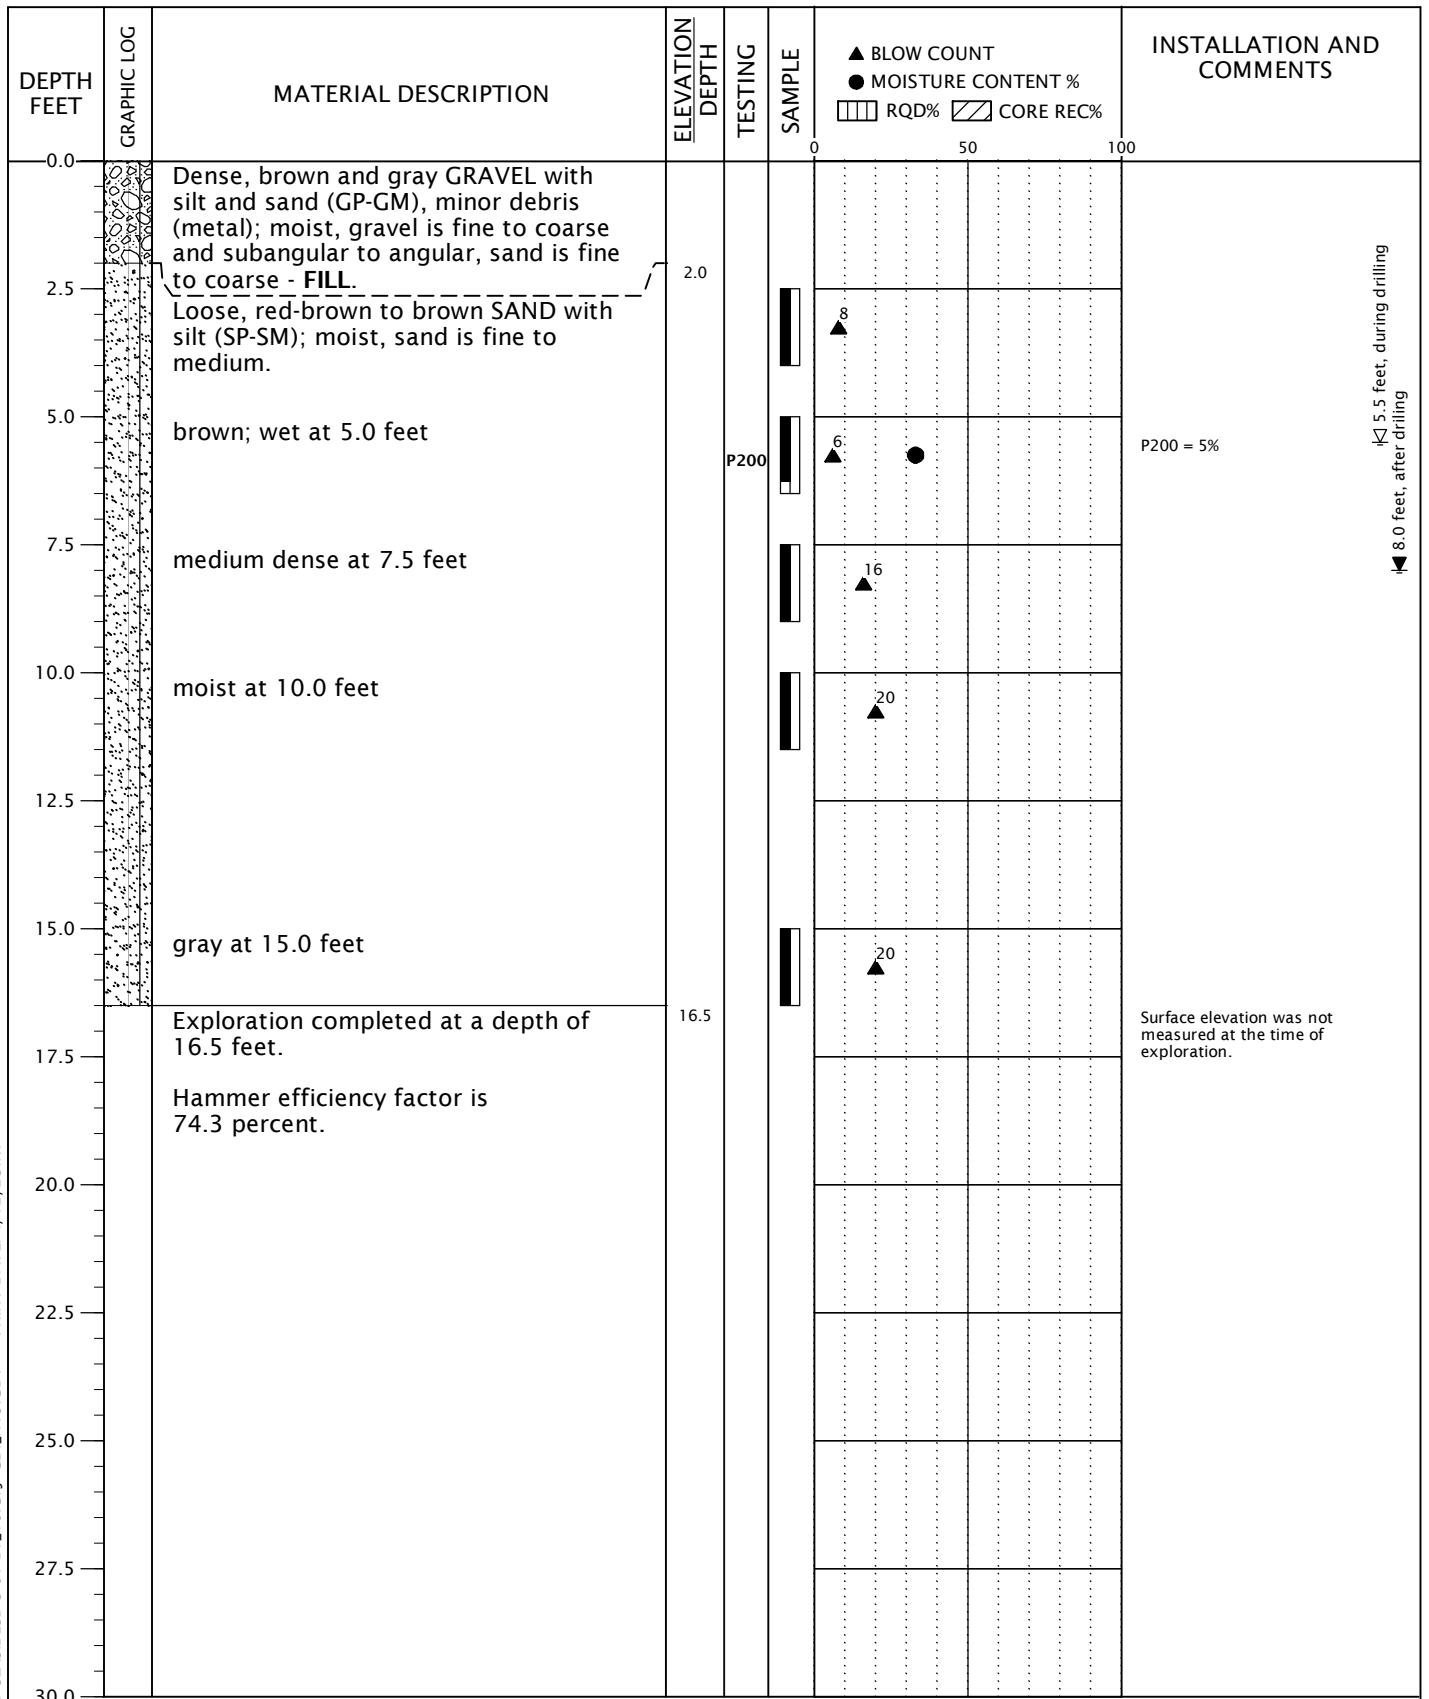 DEPTH
FEET
GRAPHIC LOG
MATERIAL DESCRIPTION
ELEVATION
DEPTH
TESTING
SAMPLE
▲ BLOW COUNT
● MOISTURE CONTENT %
RQD% CORE REC%
INSTALLATION AND
COMMENTS
0 50 100
0.0
Dense, brown and gray GRAVEL with
silt and sand (GP-GM), minor debris
(metal); moist, gravel is fine to coarse
and subangular to angular, sand is fine
to coarse - FILL.
2.0
2.5
Loose, red-brown to brown SAND with
silt (SP-SM); moist, sand is fine to
medium.
8
5.5 feet, during drilling
5.0
brown; wet at 5.0 feet
P200
6
P200 = 5%
8.0 feet, after driling
7.5
medium dense at 7.5 feet
16
10.0
moist at 10.0 feet
20
12.5
15.0
gray at 15.0 feet
20
16.5
Exploration completed at a depth of
16.5 feet.
Surface elevation was not
measured at the time of
exploration.
17.5
Hammer efficiency factor is
74.3 percent.
20.0
22.5
25.0
27.5
30.0